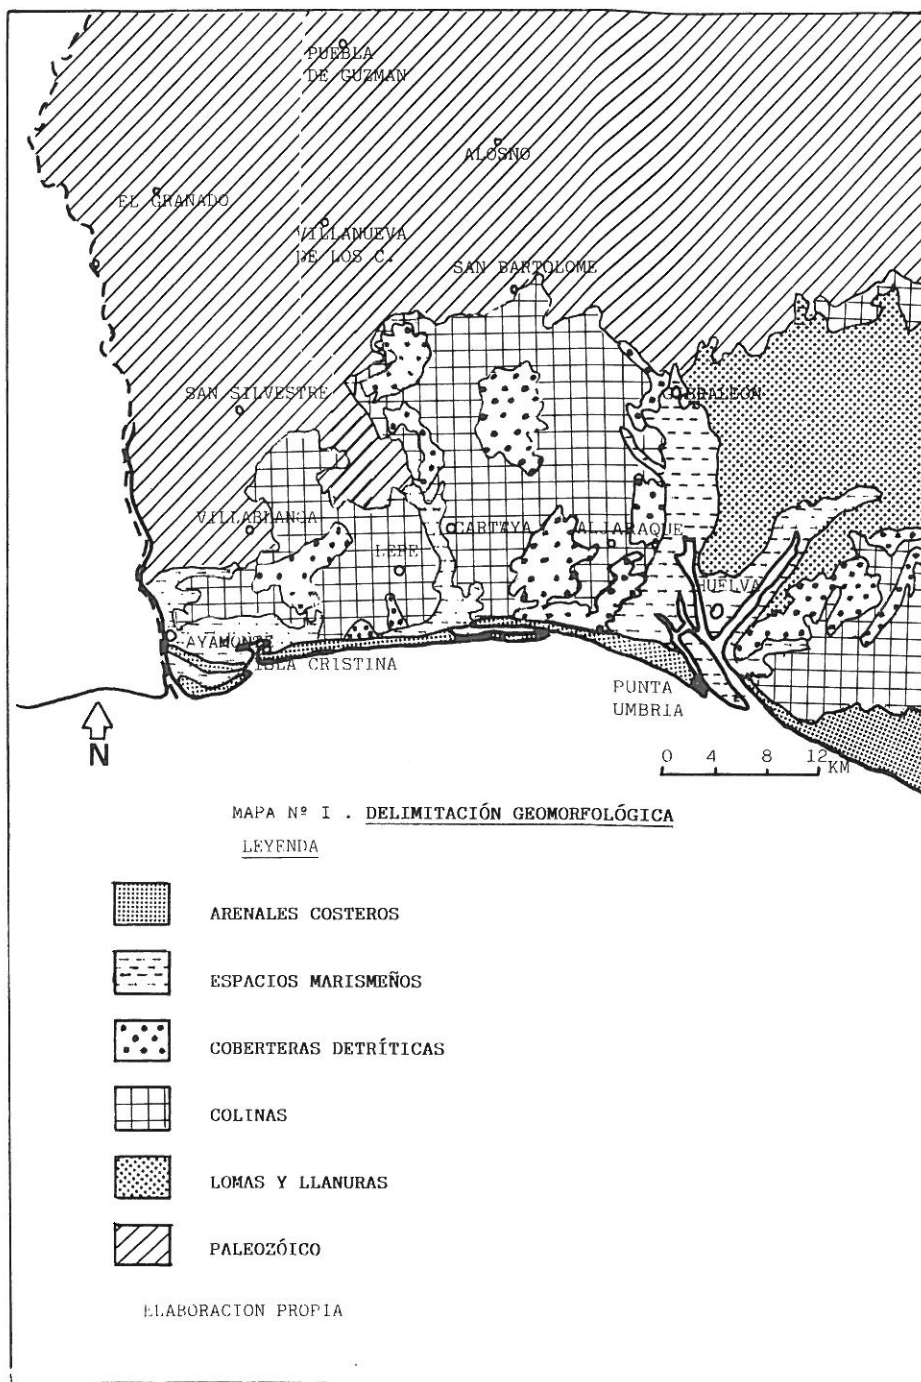 PUEBLA
DE GUZMAN
ALOSNO
EL GRANADO
VILLANUEVA
DE LOS C.
SAN BARTOLOME
SAN SILVESTRE
GIBRALEON
VILLABLANCA
CARTAYA
ALJARAQUE
LEPE
HUELVA
AYAMONTE
ISLA CRISTINA
PUNTA
UMBRIA
N
0 4 8 12 KM
MAPA Nº I . DELIMITACIÓN GEOMORFOLÓGICA
LEYENDA
ARENALES COSTEROS
ESPACIOS MARISMEÑOS
COBERTERAS DETRÍTICAS
COLINAS
LOMAS Y LLANURAS
PALEOZÓICO
ELABORACION PROPIA